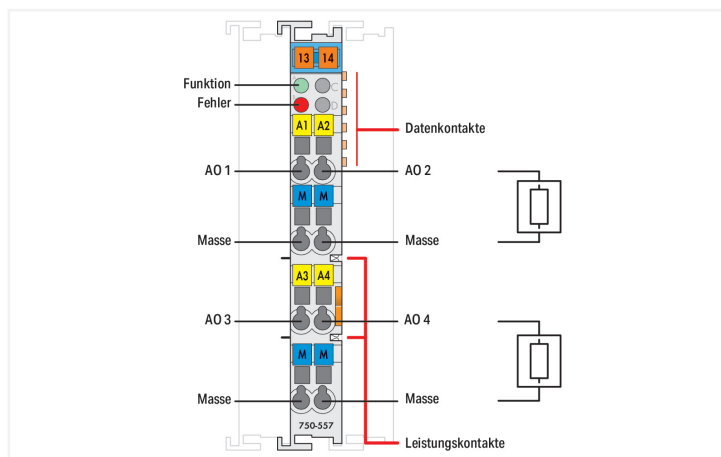 13 14
Funktion
C
Fehler
D
A1 A2
Datenkontakte
AO 1
AO 2
M M
Masse
Masse
A3 A4
AO 3
AO 4
M M
Masse
Masse
750-557
Leistungskontakte